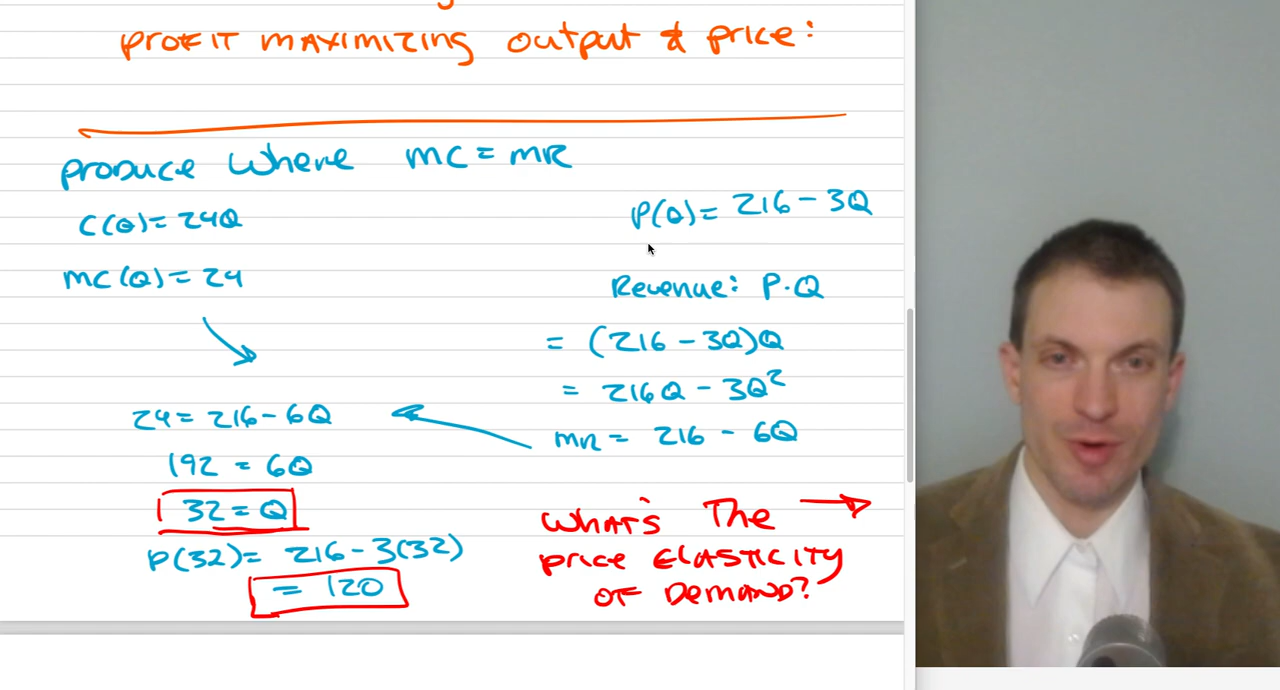 PROFIT MAXIMIZING output & price:
produce where MC = MR
C(Q) = 24Q
MC(Q) = 24
24 = 216 - 6Q
192 = 6Q
32 = Q
P(32) = 216 - 3(32)
= 120
P(Q) = 216 - 3Q
Revenue: P·Q
= (216 - 3Q)Q
= 216Q - 3Q²
MR = 216 - 6Q
WHAT'S The →
price ELASTICITY
OF DEMAND?